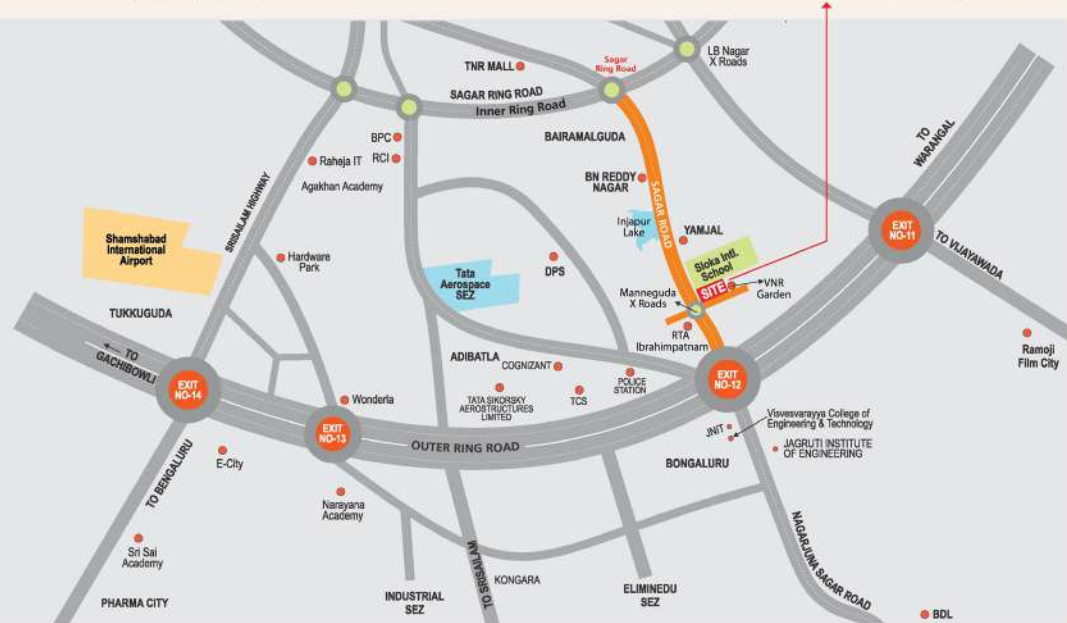 LB Nagar
X Roads
TNR MALL
Sagar
Ring Road
SAGAR RING ROAD
Inner Ring Road
BPC
RCI
Raheja IT
Agakhan Academy
BAIRAMALGUDA
BN REDDY
NAGAR
SAGAR ROAD
TO
WARANGAL
SRISAILAM HIGHWAY
Shamshabad
International
Airport
Hardware
Park
Tata
Aerospace
SEZ
DPS
Injapur
Lake
YAMJAL
Sloka Intl.
School
SITE
VNR
Garden
Manneguda
X Roads
EXIT
NO-11
TO VIJAYAWADA
TUKKUGUDA
TO
GACHIBOWLI
RTA
Ibrahimpatnam
Ramoji
Film City
ADIBATLA
COGNIZANT
TATA SIKORSKY
AEROSTRUCTURES
LIMITED
TCS
POLICE
STATION
EXIT
NO-12
EXIT
NO-14
Wonderla
EXIT
NO-13
OUTER RING ROAD
JNIT
Visvesvarayya College of
Engineering & Technology
JAGRUTI INSTITUTE
OF ENGINEERING
BONGALURU
TO BENGALURU
E-City
Narayana
Academy
Sri Sai
Academy
PHARMA CITY
INDUSTRIAL
SEZ
TO SRISAILAM
KONGARA
ELIMINEDU
SEZ
NAGARJUNA SAGAR ROAD
BDL